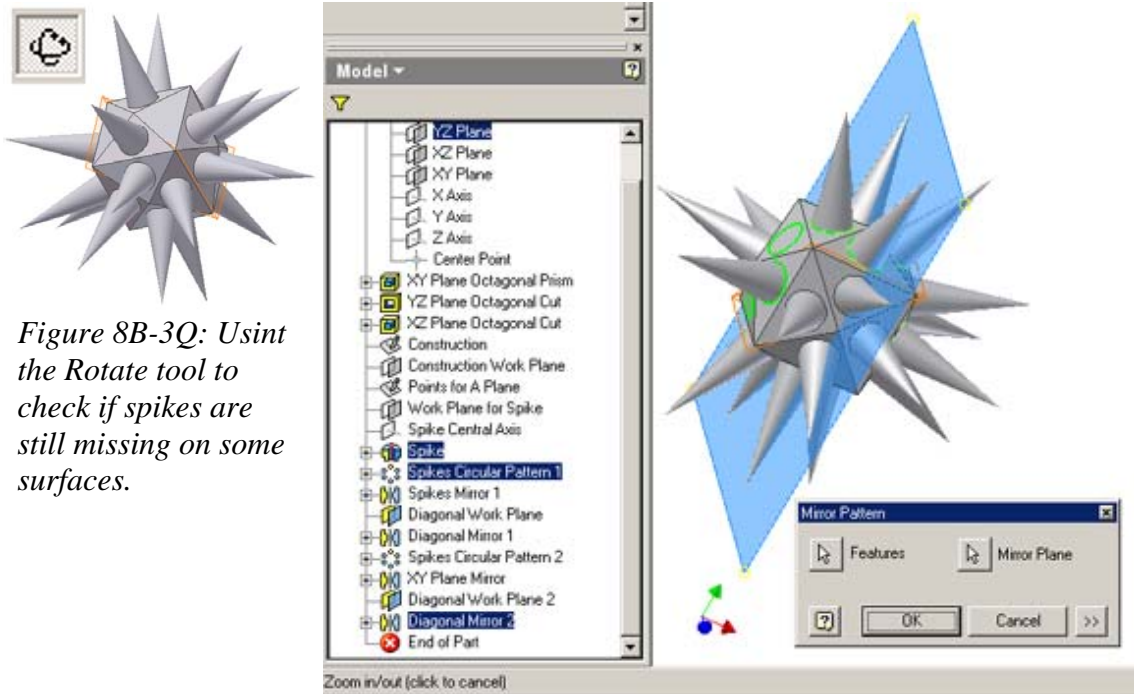 Figure 8B-3Q: Usint
the Rotate tool to
check if spikes are
still missing on some
surfaces.
Model
YZ Plane
XZ Plane
XY Plane
X Axis
Y Axis
Z Axis
Center Point
XY Plane Octagonal Prism
YZ Plane Octagonal Cut
XZ Plane Octagonal Cut
Construction
Construction Work Plane
Points for A Plane
Work Plane for Spike
Spike Central Axis
Spike
Spikes Circular Pattern 1
Spikes Mirror 1
Diagonal Work Plane
Diagonal Mirror 1
Spikes Circular Pattern 2
XY Plane Mirror
Diagonal Work Plane 2
Diagonal Mirror 2
End of Part
Mirror Pattern
Features
Mirror Plane
OK
Cancel
>>
Zoom in/out (click to cancel)